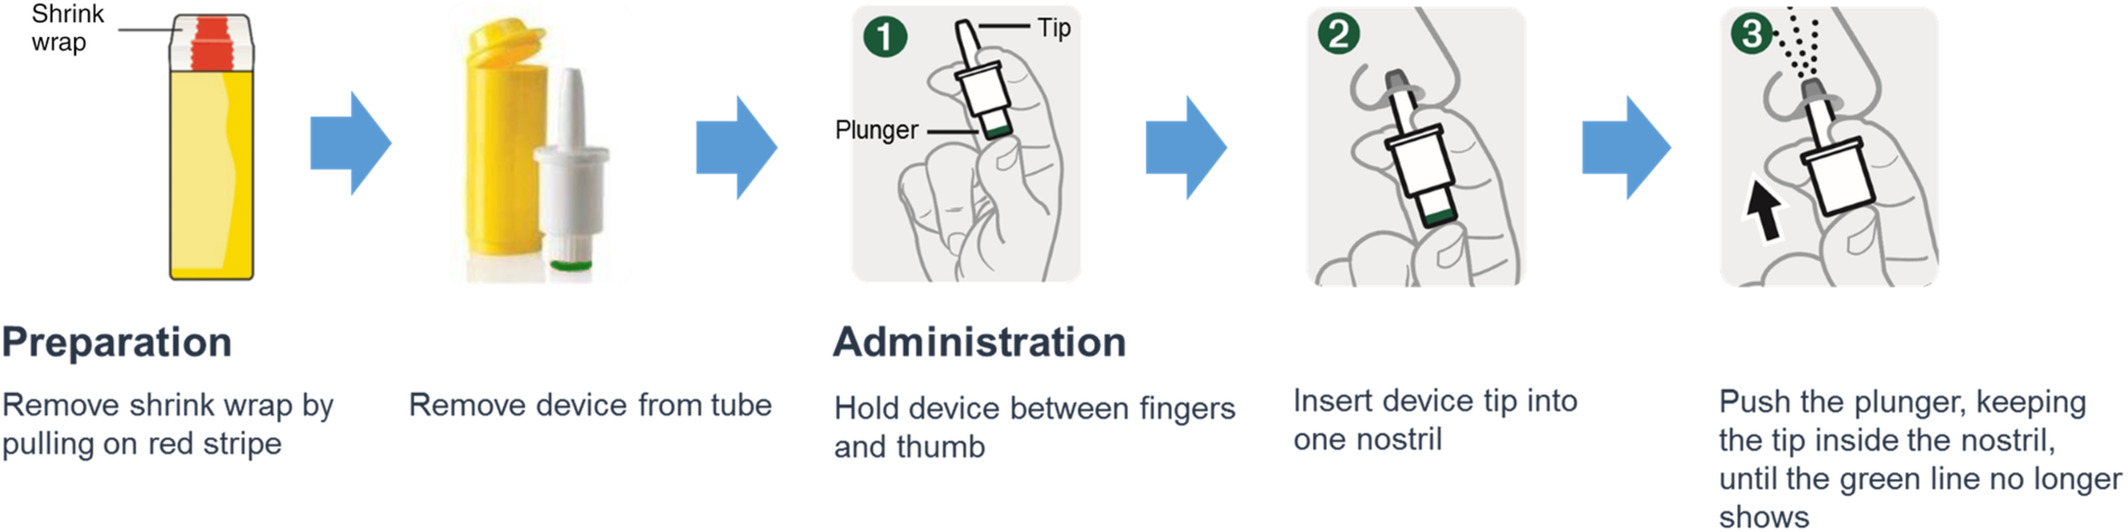 Shrink
wrap
1
Tip
Plunger
2
3
Preparation
Remove shrink wrap by
pulling on red stripe
Remove device from tube
Administration
Hold device between fingers
and thumb
Insert device tip into
one nostril
Push the plunger, keeping
the tip inside the nostril,
until the green line no longer
shows